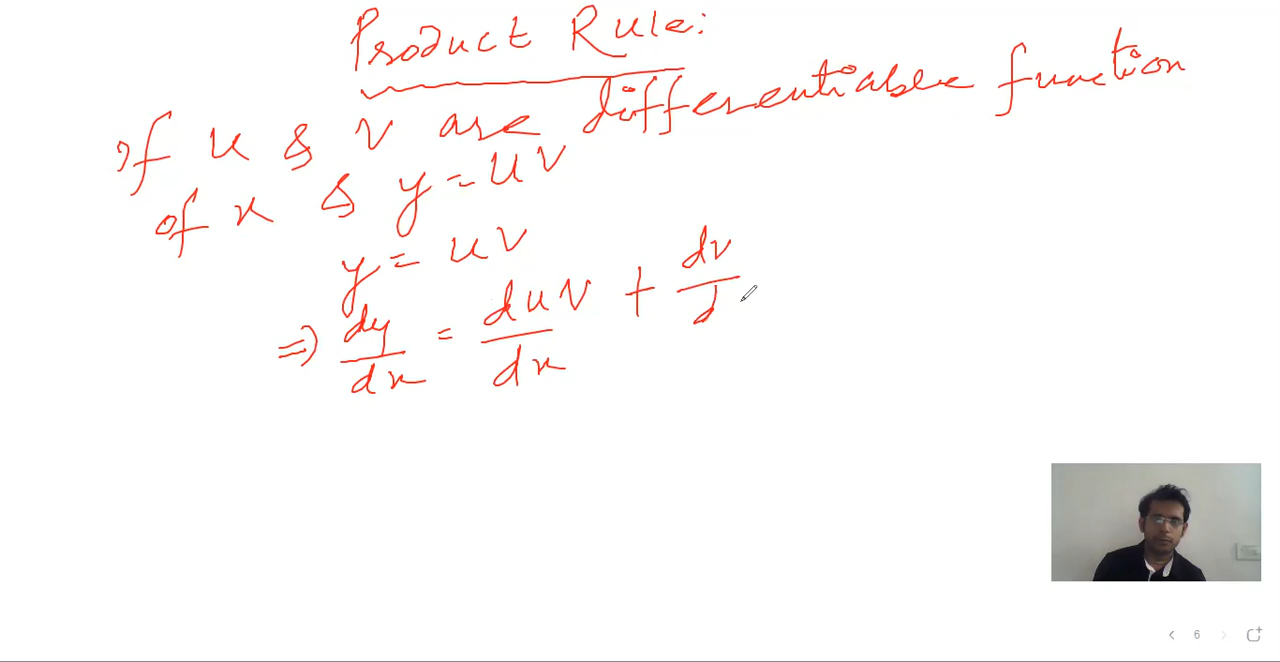 Product Rule:
if u & v are differentiable function
of x & y = uv
y = uv
⇒ dy/dx = du/dx v + dv/d
6